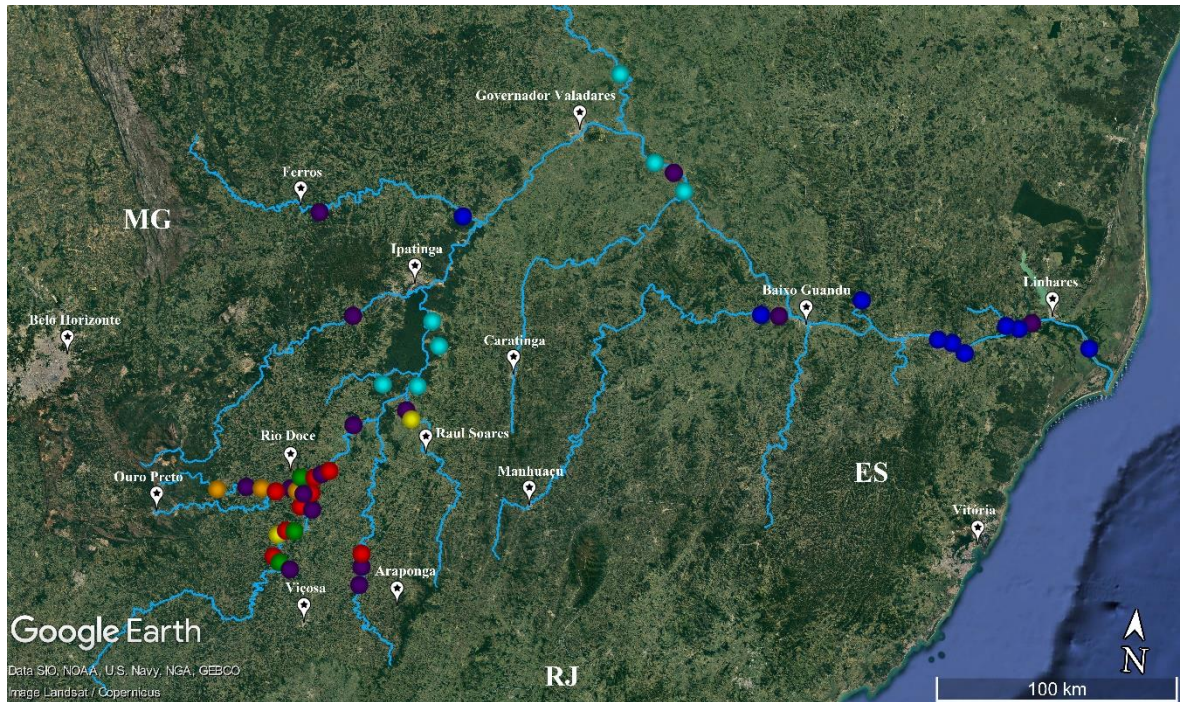 Governador Valadares
Ferros
MG
Ipatinga
Baixo Guandu
Linhares
Belo Horizonte
Caratinga
Rio Doce
Raul Soares
Ouro Preto
Manhuaçu
ES
Vitória
Araponga
Viçosa
Google Earth
Data SIO, NOAA, U.S. Navy, NGA, GEBCO
Image Landsat / Copernicus
RJ
N
100 km